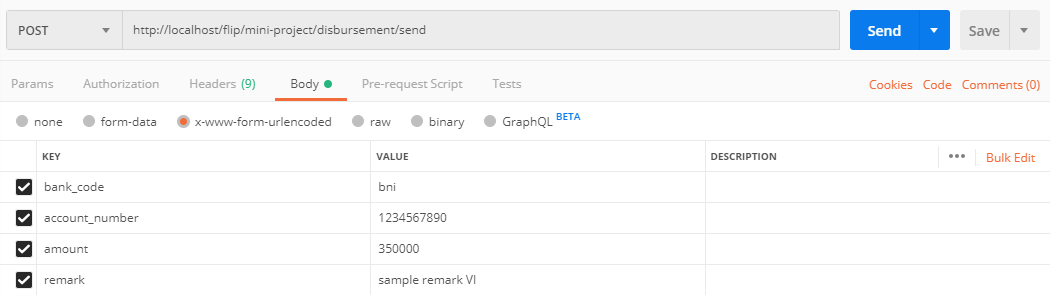 POST http://localhost/flip/mini-project/disbursement/send Send Save
Params Authorization Headers (9) Body Pre-request Script Tests Cookies Code Comments (0)
none form-data x-www-form-urlencoded raw binary GraphQL BETA
KEY VALUE DESCRIPTION ••• Bulk Edit
bank_code bni
account_number 1234567890
amount 350000
remark sample remark VI